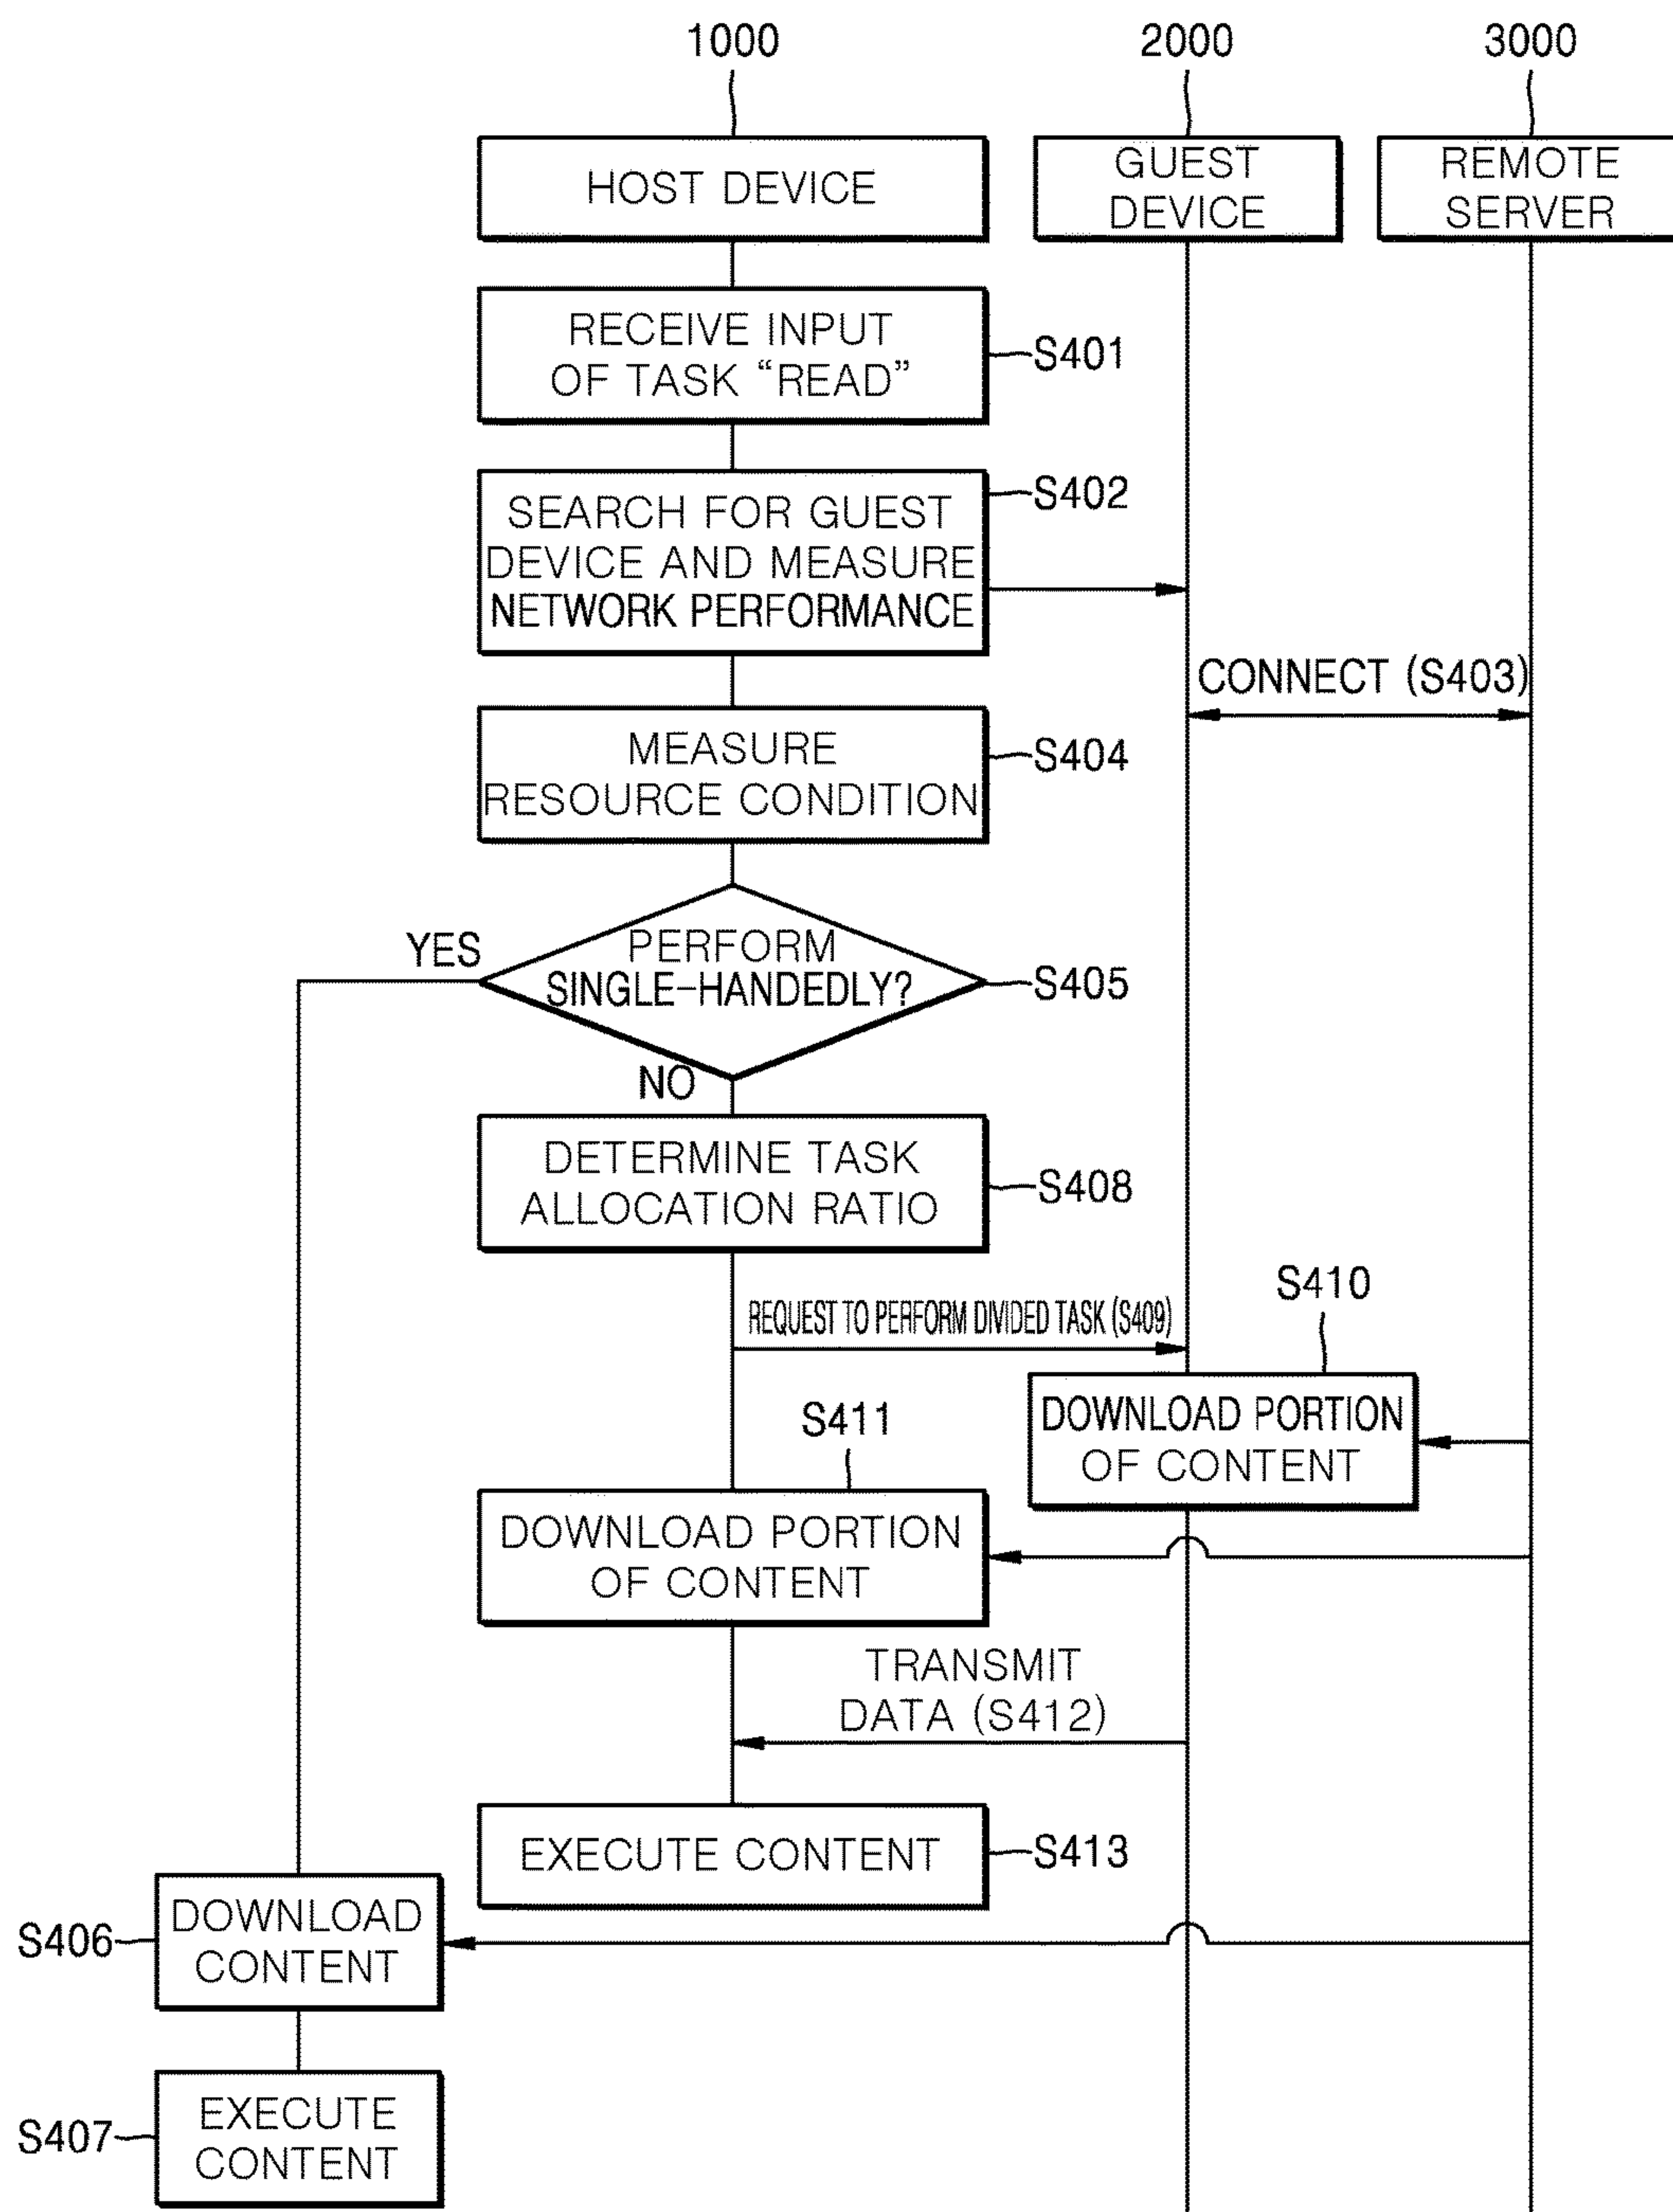 1000
2000
3000
HOST DEVICE
GUEST
DEVICE
REMOTE
SERVER
RECEIVE INPUT
OF TASK “READ”
S401
SEARCH FOR GUEST
DEVICE AND MEASURE
NETWORK PERFORMANCE
S402
CONNECT (S403)
MEASURE
RESOURCE CONDITION
S404
YES
PERFORM
SINGLE-HANDEDLY?
S405
NO
DETERMINE TASK
ALLOCATION RATIO
S408
REQUEST TO PERFORM DIVIDED TASK (S409)
S410
DOWNLOAD PORTION
OF CONTENT
S411
DOWNLOAD PORTION
OF CONTENT
TRANSMIT
DATA (S412)
EXECUTE CONTENT
S413
S406
DOWNLOAD
CONTENT
S407
EXECUTE
CONTENT